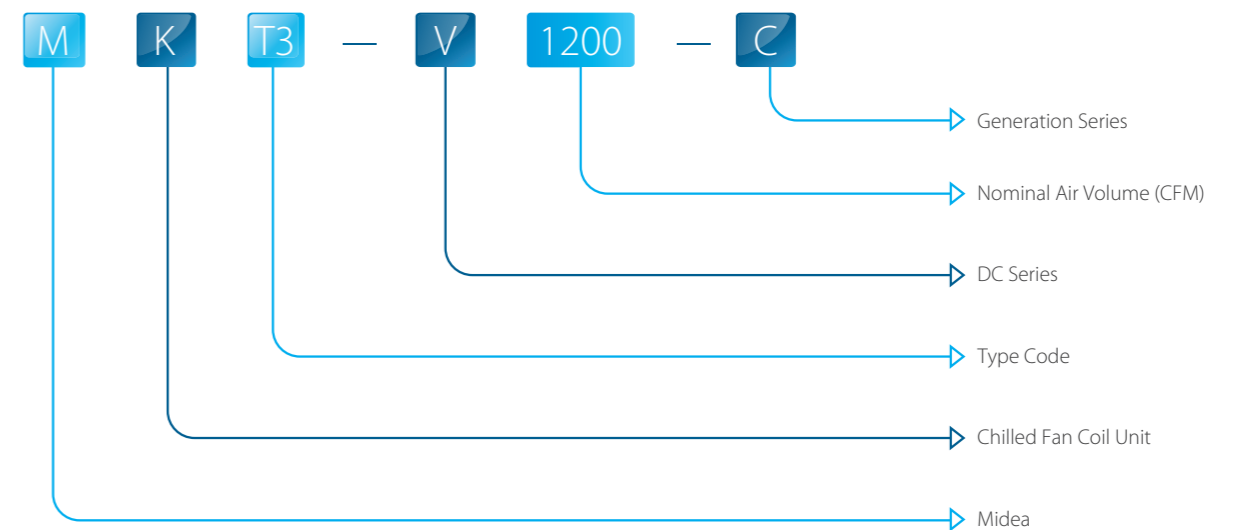 M K T3 — V 1200 — C
Generation Series
Nominal Air Volume (CFM)
DC Series
Type Code
Chilled Fan Coil Unit
Midea